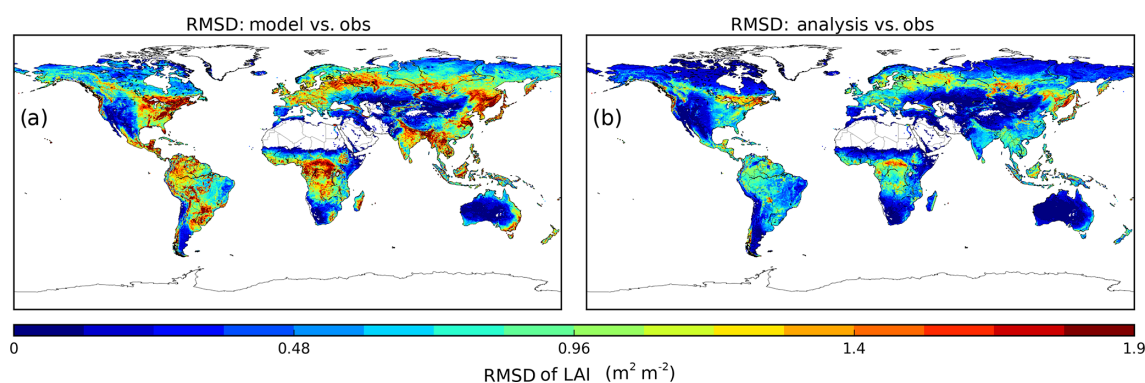 RMSD: model vs. obs
RMSD: analysis vs. obs
(a)
(b)
0 0.48 0.96 1.4 1.9
RMSD of LAI (m² m⁻²)